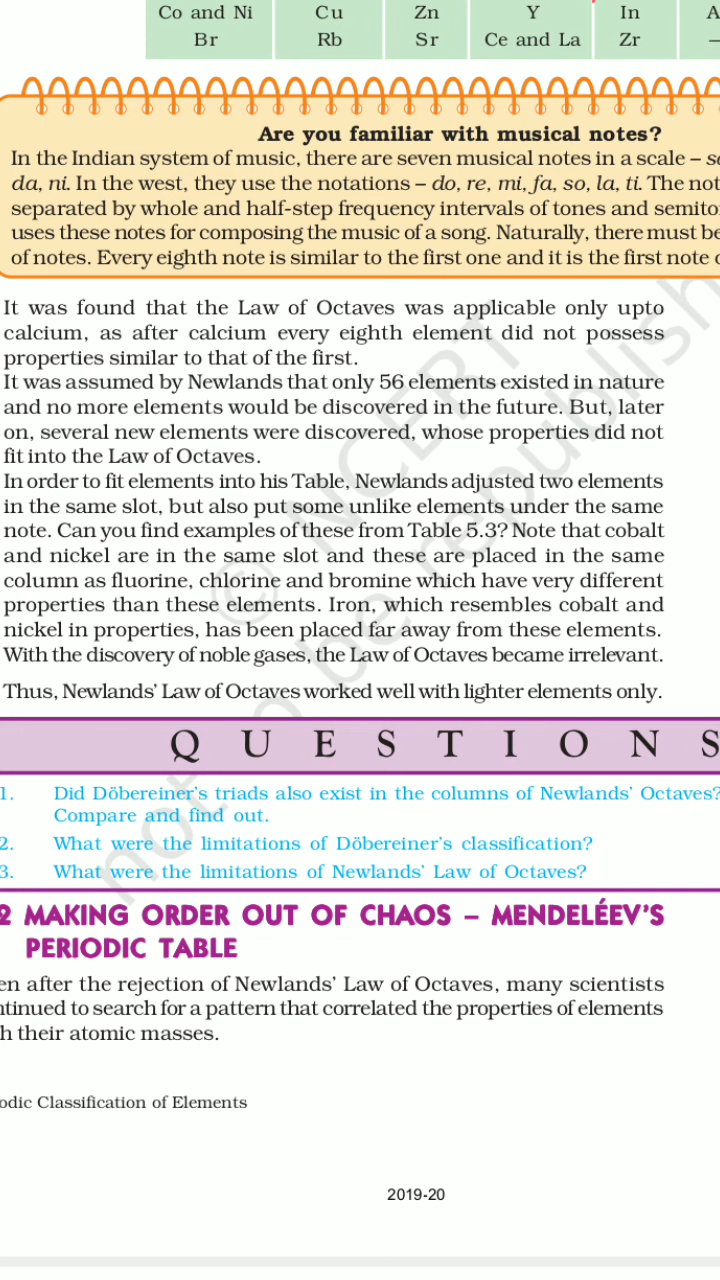 Co and Ni Cu Zn Y In A
Br Rb Sr Ce and La Zr –
Are you familiar with musical notes?
In the Indian system of music, there are seven musical notes in a scale –
da, ni. In the west, they use the notations – do, re, mi, fa, so, la, ti. The not
separated by whole and half-step frequency intervals of tones and semito
uses these notes for composing the music of a song. Naturally, there must be
of notes. Every eighth note is similar to the first one and it is the first note
It was found that the Law of Octaves was applicable only upto
calcium, as after calcium every eighth element did not possess
properties similar to that of the first.
It was assumed by Newlands that only 56 elements existed in nature
and no more elements would be discovered in the future. But, later
on, several new elements were discovered, whose properties did not
fit into the Law of Octaves.
In order to fit elements into his Table, Newlands adjusted two elements
in the same slot, but also put some unlike elements under the same
note. Can you find examples of these from Table 5.3? Note that cobalt
and nickel are in the same slot and these are placed in the same
column as fluorine, chlorine and bromine which have very different
properties than these elements. Iron, which resembles cobalt and
nickel in properties, has been placed far away from these elements.
With the discovery of noble gases, the Law of Octaves became irrelevant.
Thus, Newlands' Law of Octaves worked well with lighter elements only.
© NCERT
not to be republish
Q U E S T I O N S
1. Did Döbereiner's triads also exist in the columns of Newlands' Octaves?
Compare and find out.
2. What were the limitations of Döbereiner's classification?
3. What were the limitations of Newlands' Law of Octaves?
2 MAKING ORDER OUT OF CHAOS – MENDELÉEV'S
PERIODIC TABLE
en after the rejection of Newlands' Law of Octaves, many scientists
ntinued to search for a pattern that correlated the properties of elements
h their atomic masses.
odic Classification of Elements
2019-20